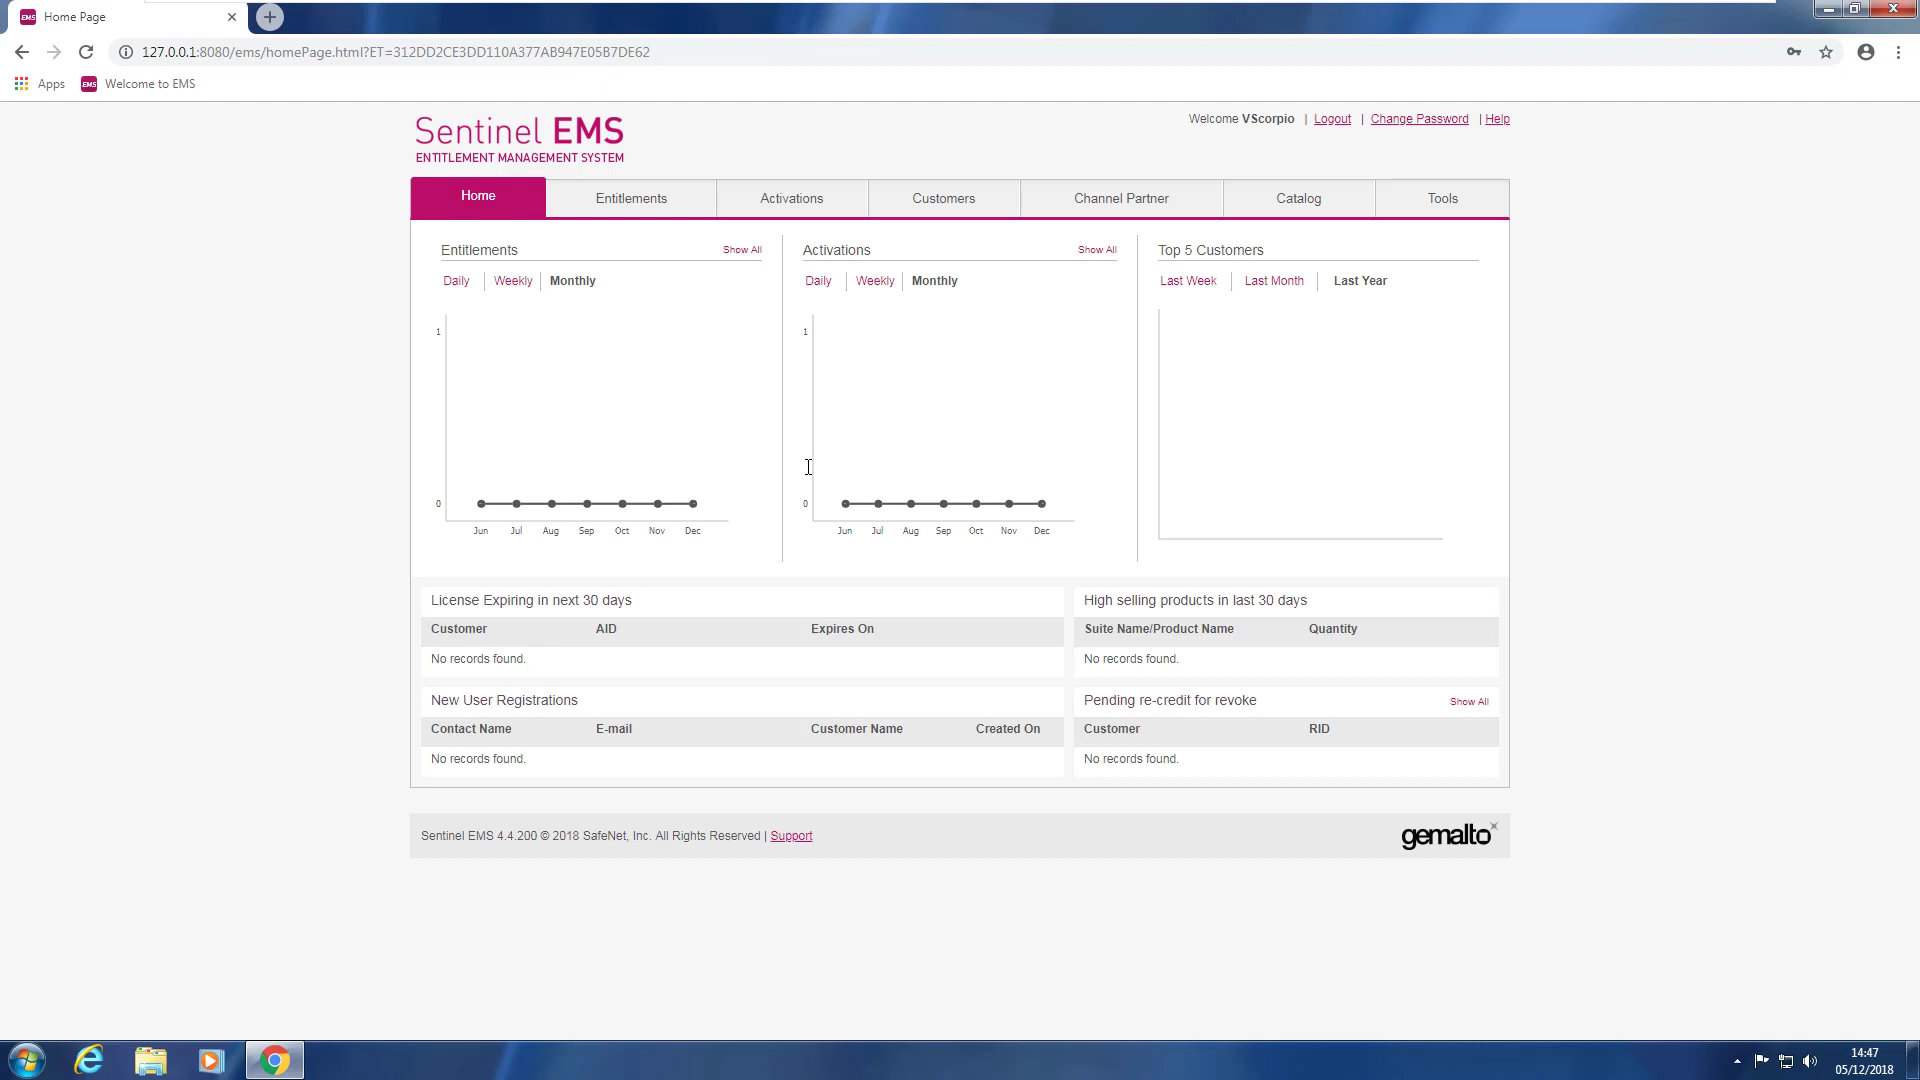 EMS Home Page
127.0.0.1:8080/ems/homePage.html?ET=312DD2CE3DD110A377AB947E05B7DE62
Apps EMS Welcome to EMS
Sentinel EMS
ENTITLEMENT MANAGEMENT SYSTEM
Welcome VScorpio | Logout | Change Password | Help
Home Entitlements Activations Customers Channel Partner Catalog Tools
Entitlements Show All
Daily Weekly Monthly
1
0
Jun Jul Aug Sep Oct Nov Dec
Activations Show All
Daily Weekly Monthly
1
0
Jun Jul Aug Sep Oct Nov Dec
Top 5 Customers
Last Week Last Month Last Year
License Expiring in next 30 days
Customer AID Expires On
No records found.
High selling products in last 30 days
Suite Name/Product Name Quantity
No records found.
New User Registrations
Contact Name E-mail Customer Name Created On
No records found.
Pending re-credit for revoke Show All
Customer RID
No records found.
Sentinel EMS 4.4.200 © 2018 SafeNet, Inc. All Rights Reserved | Support
gemalto
14:47
05/12/2018